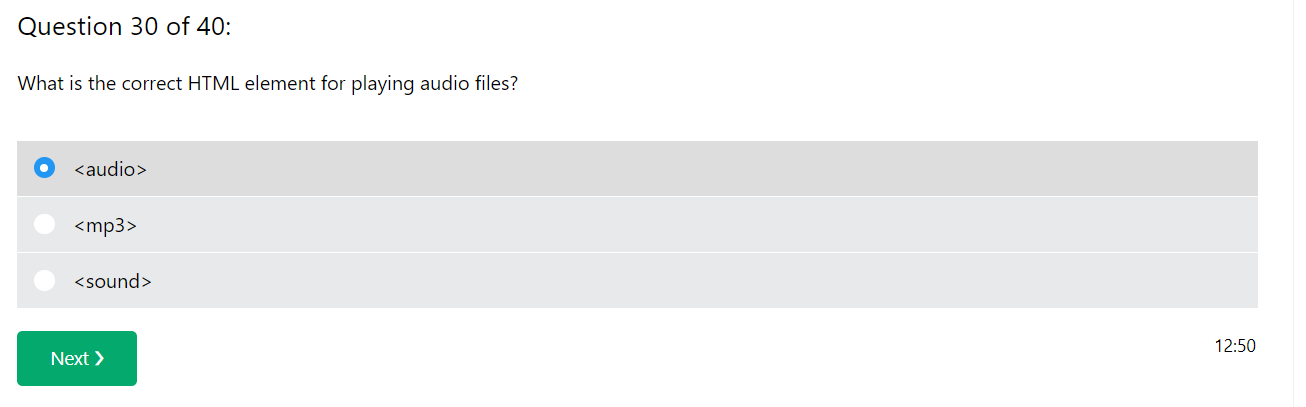 Question 30 of 40:
What is the correct HTML element for playing audio files?
<audio>
<mp3>
<sound>
Next ❯
12:50